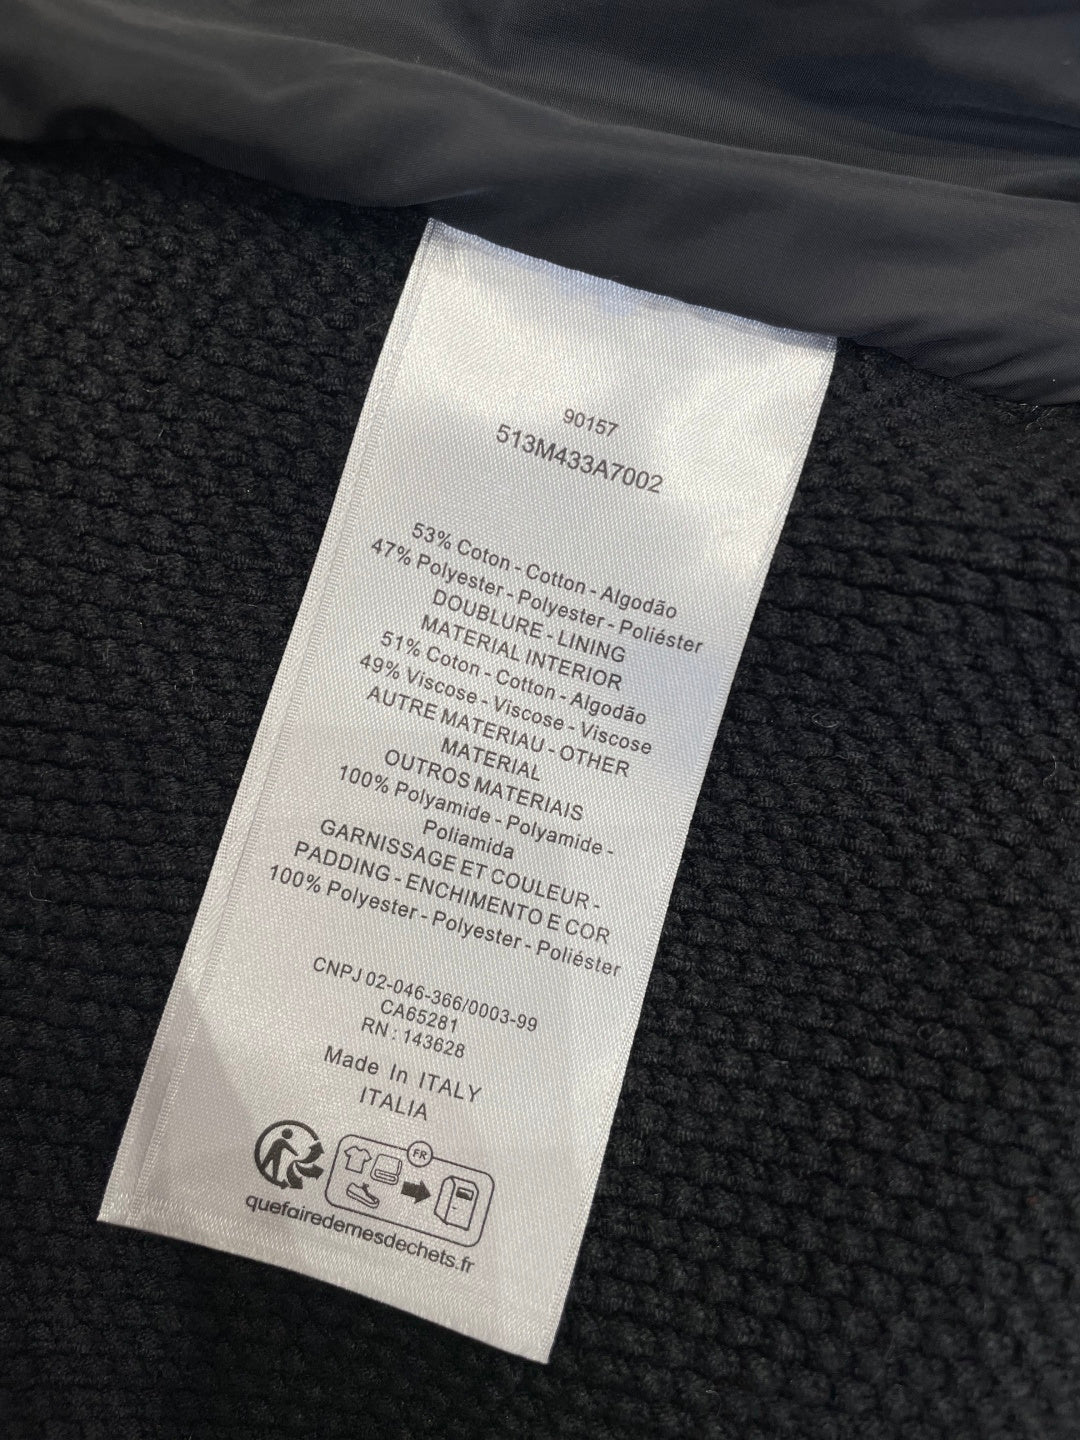 90157
513M433A7002
53% Coton - Cotton - Algodão
47% Polyester - Polyester - Poliéster
DOUBLURE - LINING
MATERIAL INTERIOR
51% Coton - Cotton - Algodão
49% Viscose - Viscose - Viscose
AUTRE MATERIAU - OTHER
MATERIAL
OUTROS MATERIAIS
100% Polyamide - Polyamide -
Poliamida
GARNISSAGE ET COULEUR -
PADDING - ENCHIMENTO E COR
100% Polyester - Polyester - Poliéster
CNPJ 02-046-366/0003-99
CA65281
RN : 143628
Made In ITALY
ITALIA
FR
quefairedemesdechets.fr